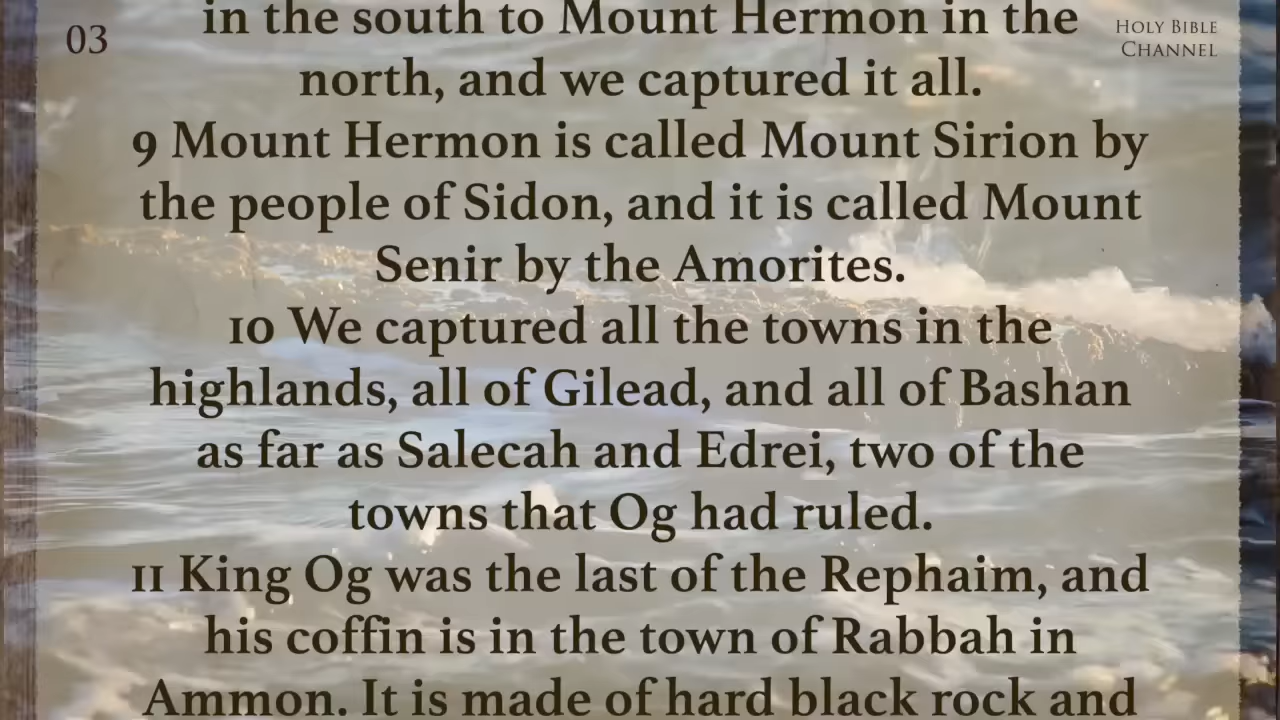 03
HOLY BIBLE
CHANNEL
in the south to Mount Hermon in the
north, and we captured it all.
9 Mount Hermon is called Mount Sirion by
the people of Sidon, and it is called Mount
Senir by the Amorites.
10 We captured all the towns in the
highlands, all of Gilead, and all of Bashan
as far as Salecah and Edrei, two of the
towns that Og had ruled.
11 King Og was the last of the Rephaim, and
his coffin is in the town of Rabbah in
Ammon. It is made of hard black rock and